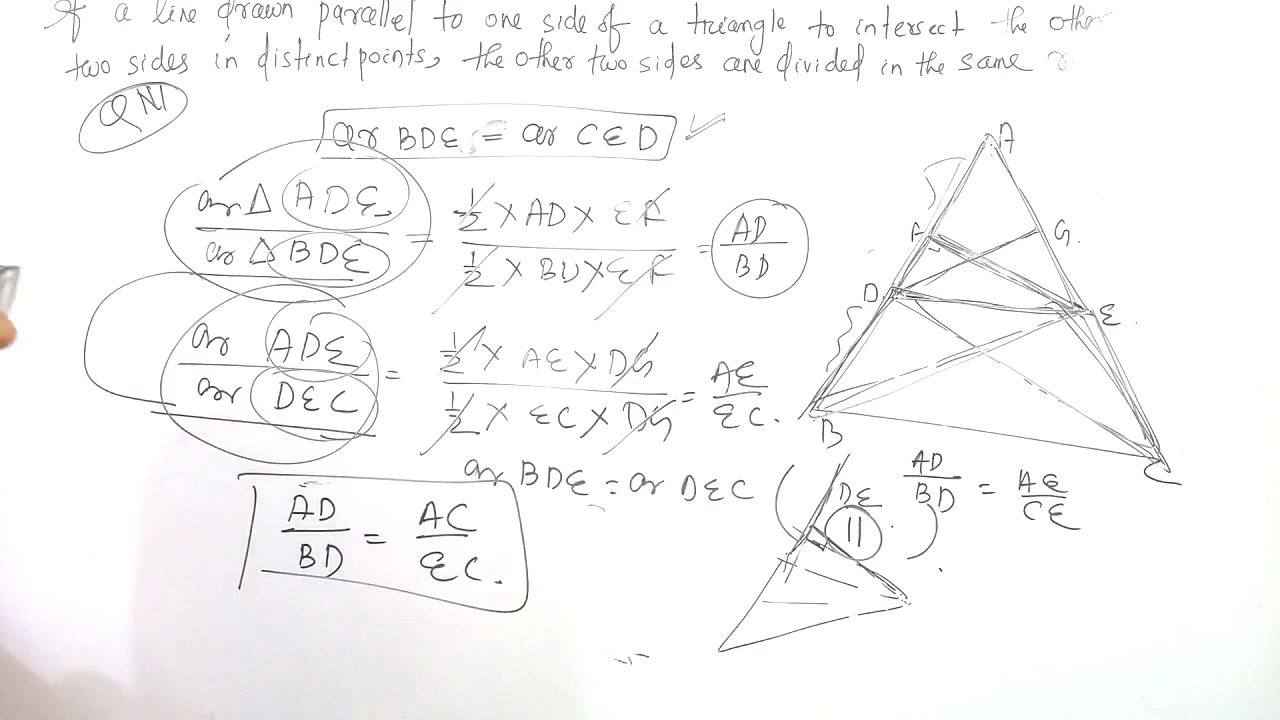 If a line drawn parallel to one side of a triangle to intersect the other
two sides in distinct points, the other two sides are divided in the same
ar BDE = ar CED ✓
ar Δ ADE / ar Δ BDE = ½ × AD × EF / ½ × BD × EF = AD / BD
ar ADE / ar DEC = ½ × AE × DG / ½ × EC × DG = AE / EC.
ar BDE = ar DEC ( DE || )
AD / BD = AE / CE
AD / BD = AC / EC.
A
A
G.
D
E.
B
C